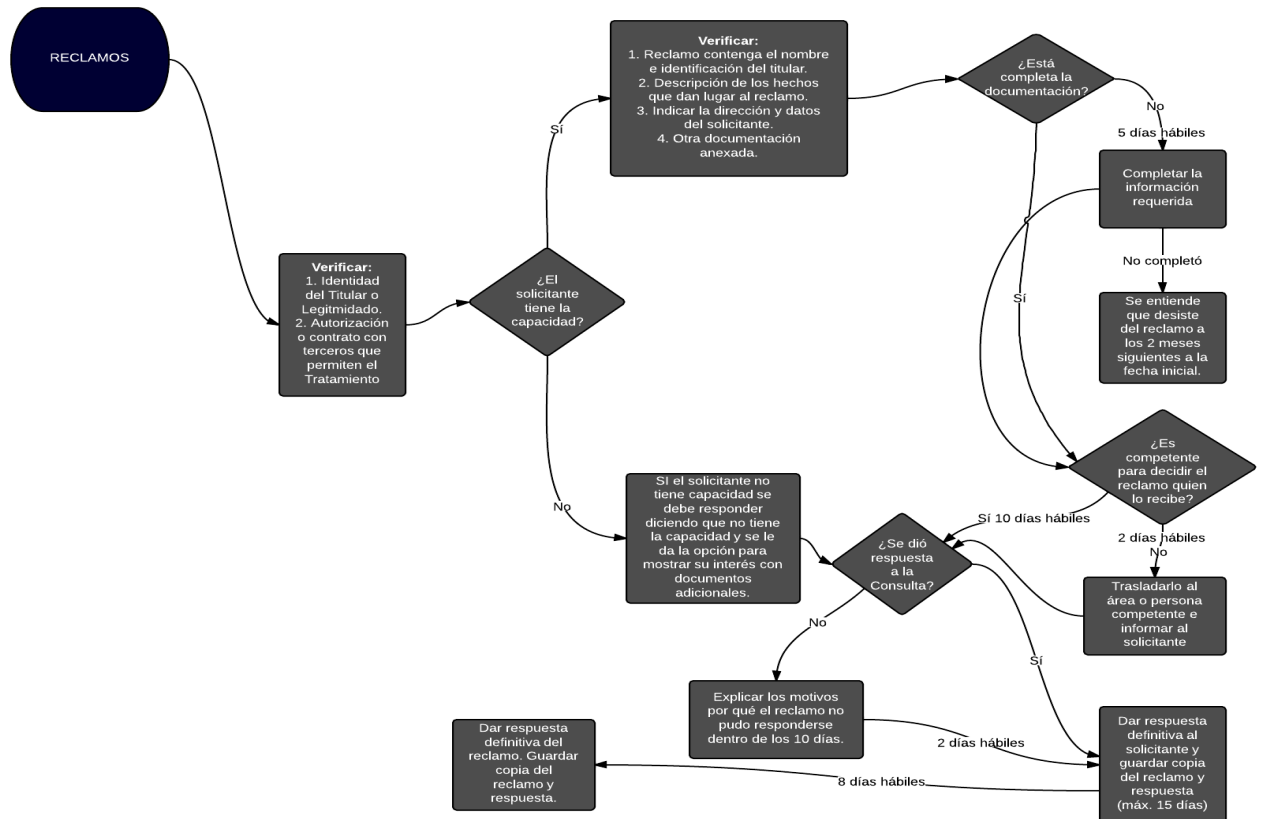 RECLAMOS
Verificar:
1. Reclamo contenga el nombre
e identificación del titular.
2. Descripción de los hechos
que dan lugar al reclamo.
3. Indicar la dirección y datos
del solicitante.
4. Otra documentación
anexada.
¿Está
completa la
documentación?
No
5 días hábiles
Sí
Completar la
información
requerida
No completó
Se entiende
que desiste
del reclamo a
los 2 meses
siguientes a la
fecha inicial.
Verificar:
1. Identidad
del Titular o
Legitmidado.
2. Autorización
o contrato con
terceros que
permiten el
Tratamiento
¿El
solicitante
tiene la
capacidad?
Sí
No
SI el solicitante no
tiene capacidad se
debe responder
diciendo que no tiene
la capacidad y se le
da la opción para
mostrar su interés con
documentos
adicionales.
¿Es
competente
para decidir el
reclamo quien
lo recibe?
Sí 10 días hábiles
2 días hábiles
No
¿Se dió
respuesta
a la
Consulta?
Trasladarlo al
área o persona
competente e
informar al
solicitante
No
Sí
Explicar los motivos
por qué el reclamo no
pudo responderse
dentro de los 10 días.
2 días hábiles
Dar respuesta
definitiva al
solicitante y
guardar copia
del reclamo y
respuesta
(máx. 15 días)
8 días hábiles
Dar respuesta
definitiva del
reclamo. Guardar
copia del
reclamo y
respuesta.